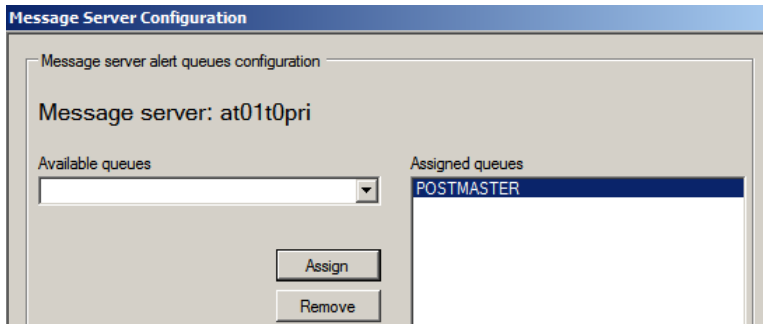 Message Server Configuration
Message server alert queues configuration
Message server: at01t0pri
Available queues
Assigned queues
POSTMASTER
Assign
Remove